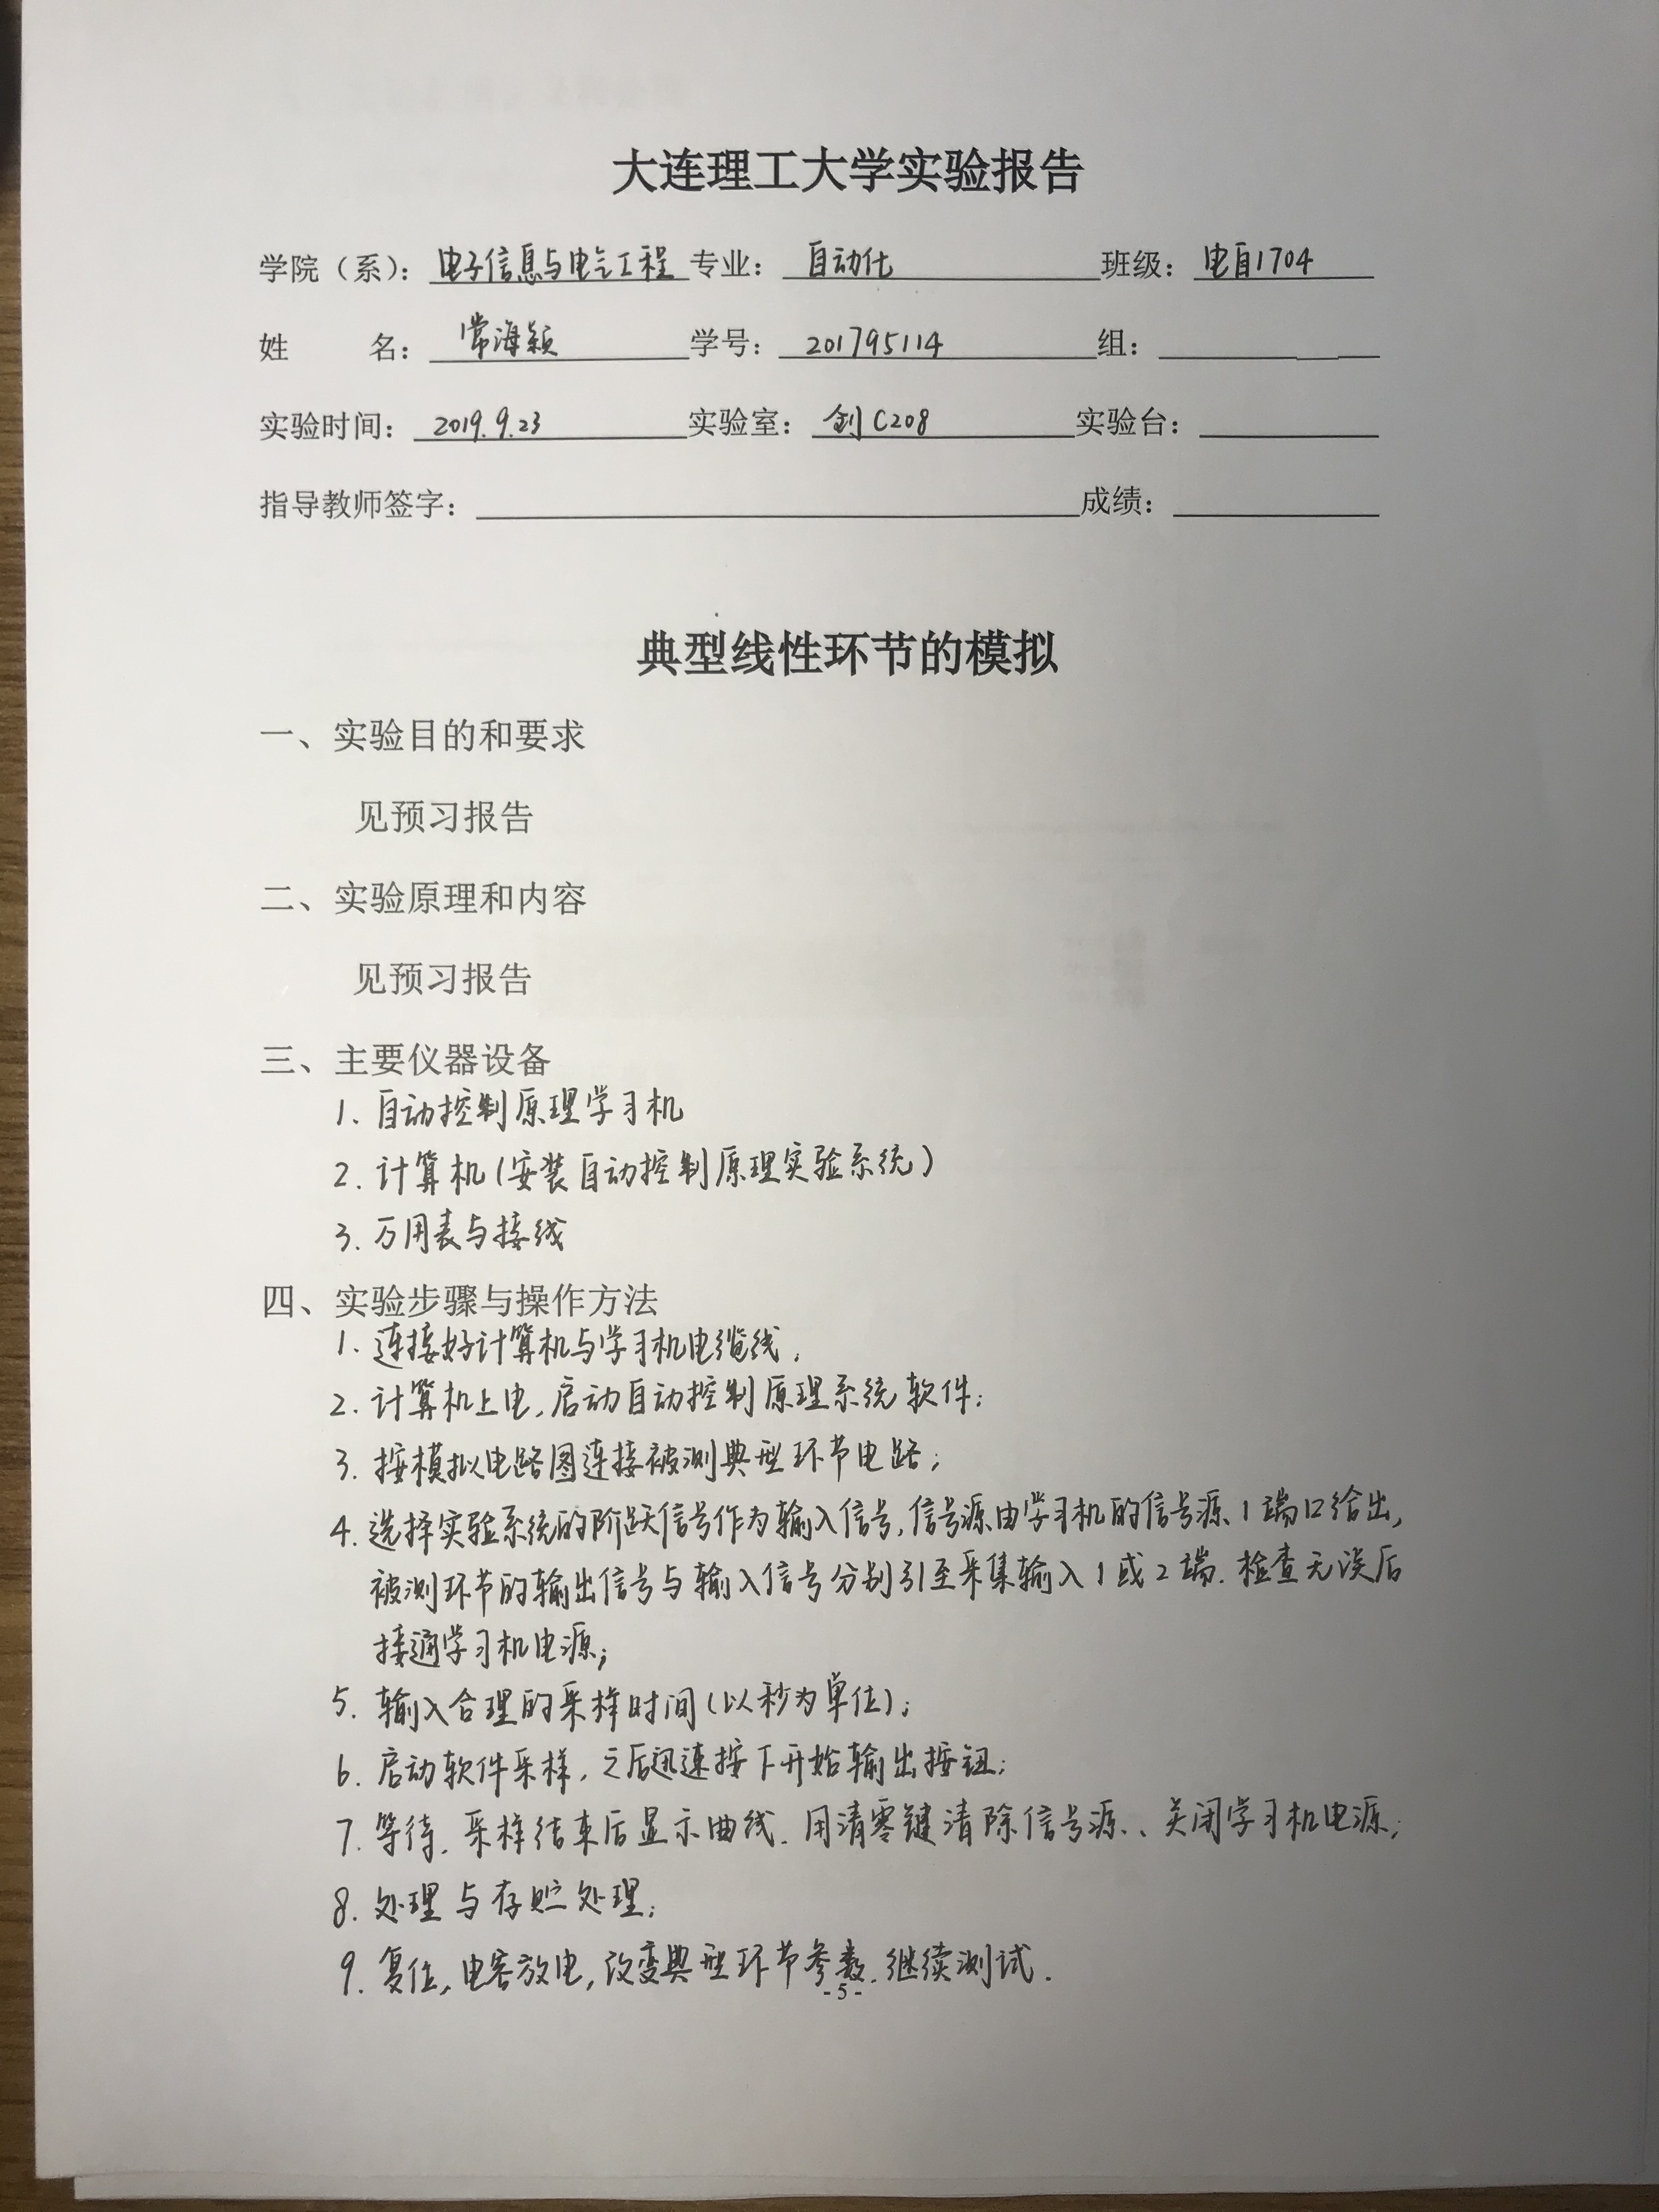 大连理工大学实验报告
学院（系）：电子信息与电气工程 专业：自动化 班级：电自1704
姓 名：常海颖 学号：201795114 组：
实验时间：2019.9.23 实验室：创C208 实验台：
指导教师签字： 成绩：
典型线性环节的模拟
一、实验目的和要求
见预习报告
二、实验原理和内容
见预习报告
三、主要仪器设备
1. 自动控制原理学习机
2. 计算机（安装自动控制原理实验系统）
3. 万用表与接线
四、实验步骤与操作方法
1. 连接好计算机与学习机电缆线；
2. 计算机上电，启动自动控制原理系统软件；
3. 按模拟电路图连接被测典型环节电路；
4. 选择实验系统的阶跃信号作为输入信号，信号源由学习机的信号源1端口给出，
被测环节的输出信号与输入信号分别引至采集输入1或2端．检查无误后
接通学习机电源；
5. 输入合理的采样时间（以秒为单位）；
6. 启动软件采样，之后迅速按下开始输出按钮；
7. 等待．采样结束后显示曲线．用清零键清除信号源、关闭学习机电源；
8. 处理与存贮处理；
9. 复位，电容放电，改变典型环节参数．继续测试．
- 5 -